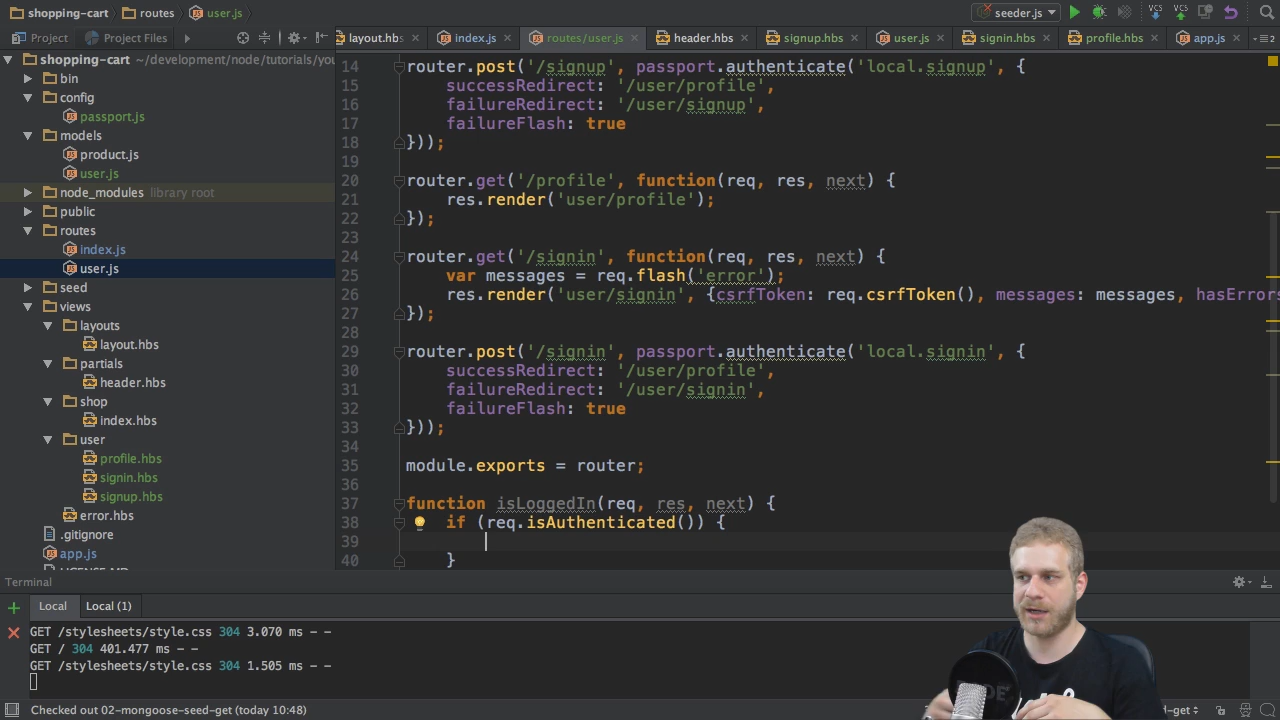 shopping-cart routes user.js seeder.js VCS VCS
Project Project Files layout.hbs index.js routes/user.js header.hbs signup.hbs user.js signin.hbs profile.hbs app.js
shopping-cart ~/development/node/tutorials/you
bin
config
passport.js
models
product.js
user.js
node_modules library root
public
routes
index.js
user.js
seed
views
layouts
layout.hbs
partials
header.hbs
shop
index.hbs
user
profile.hbs
signin.hbs
signup.hbs
error.hbs
.gitignore
app.js
14 router.post('/signup', passport.authenticate('local.signup', {
15 successRedirect: '/user/profile',
16 failureRedirect: '/user/signup',
17 failureFlash: true
18 }));
19
20 router.get('/profile', function(req, res, next) {
21 res.render('user/profile');
22 });
23
24 router.get('/signin', function(req, res, next) {
25 var messages = req.flash('error');
26 res.render('user/signin', {csrfToken: req.csrfToken(), messages: messages, hasErrors
27 });
28
29 router.post('/signin', passport.authenticate('local.signin', {
30 successRedirect: '/user/profile',
31 failureRedirect: '/user/signin',
32 failureFlash: true
33 }));
34
35 module.exports = router;
36
37 function isLoggedIn(req, res, next) {
38 if (req.isAuthenticated()) {
39
40 }
Terminal
Local Local (1)
GET /stylesheets/style.css 304 3.070 ms - -
GET / 304 401.477 ms - -
GET /stylesheets/style.css 304 1.505 ms - -
Checked out 02-mongoose-seed-get (today 10:48) d-get